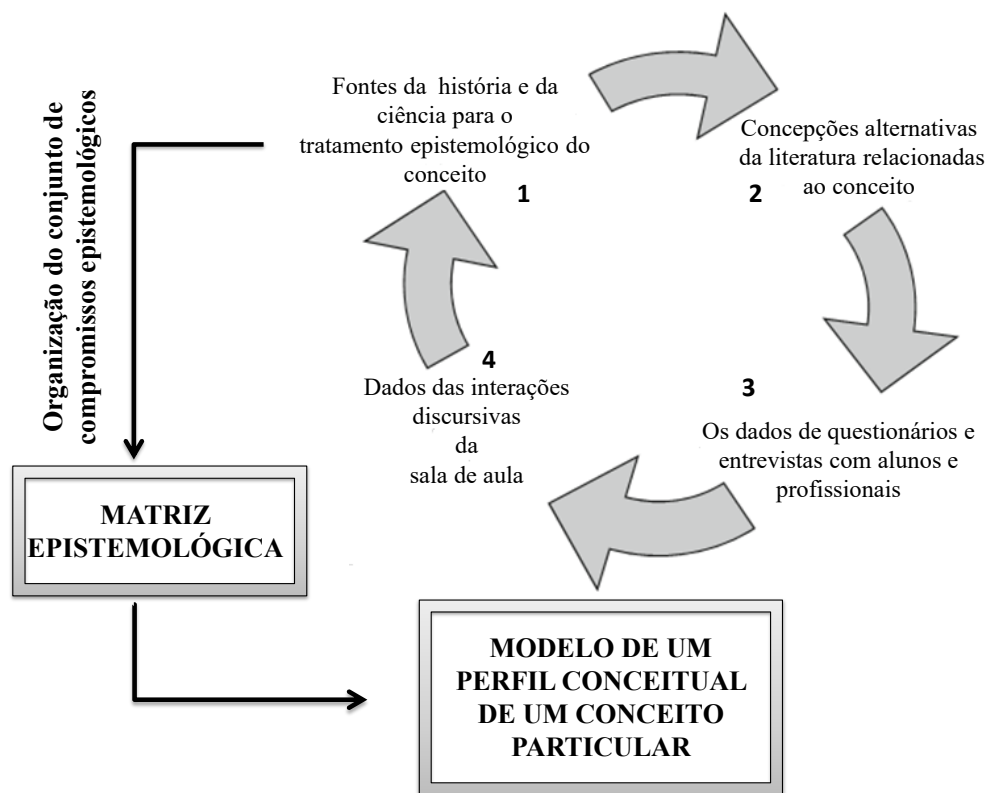 Organização do conjunto de
compromissos epistemológicos
Fontes da história e da
ciência para o
tratamento epistemológico do
conceito
1
Concepções alternativas
da literatura relacionadas
ao conceito
2
3
Os dados de questionários e
entrevistas com alunos e
profissionais
4
Dados das interações
discursivas
da
sala de aula
MATRIZ
EPISTEMOLÓGICA
MODELO DE UM
PERFIL CONCEITUAL
DE UM CONCEITO
PARTICULAR